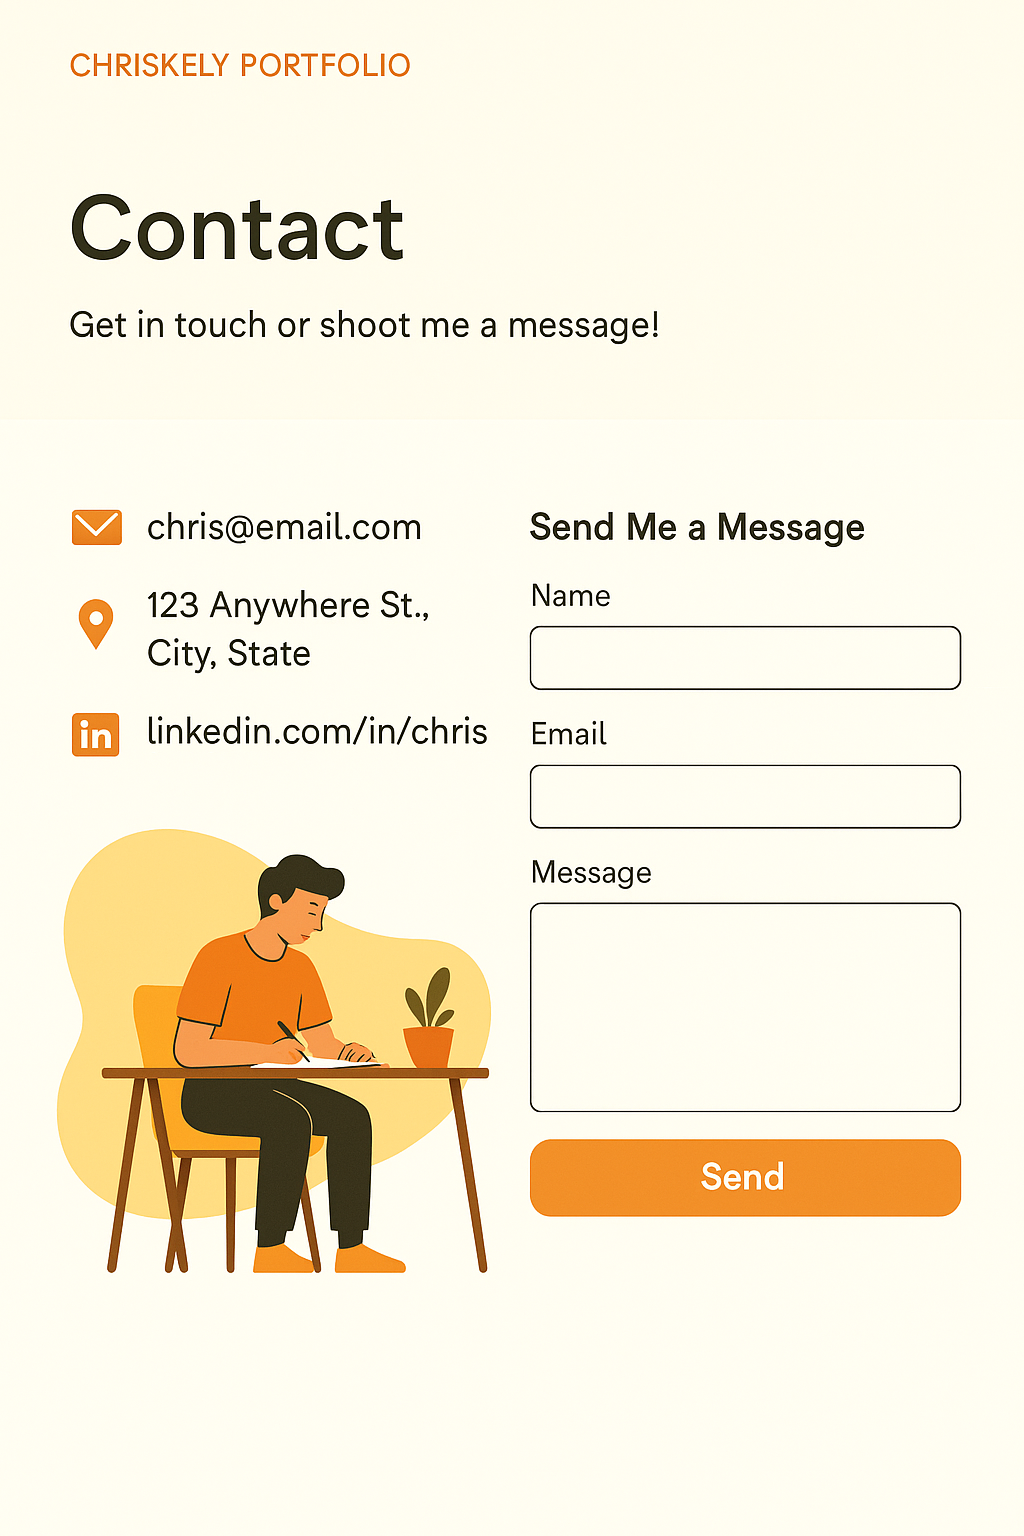 CHRISKELY PORTFOLIO
Contact
Get in touch or shoot me a message!
chris@email.com
123 Anywhere St.,
City, State
in
linkedin.com/in/chris
Send Me a Message
Name
Email
Message
Send